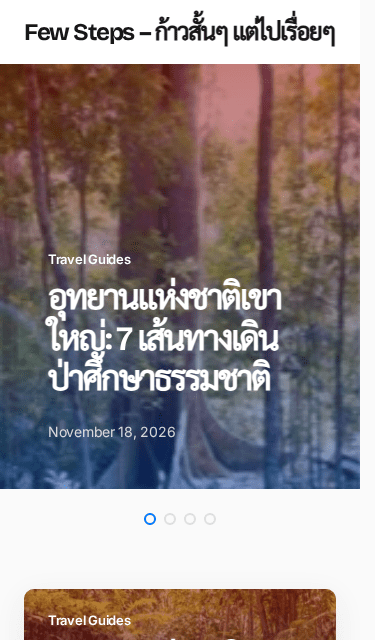 Few Steps – ก้าวสั้นๆ แต่ไปเรื่อยๆ
Travel Guides
อุทยานแห่งชาติเขา
ใหญ่: 7 เส้นทางเดิน
ป่าศึกษาธรรมชาติ
November 18, 2026
Travel Guides